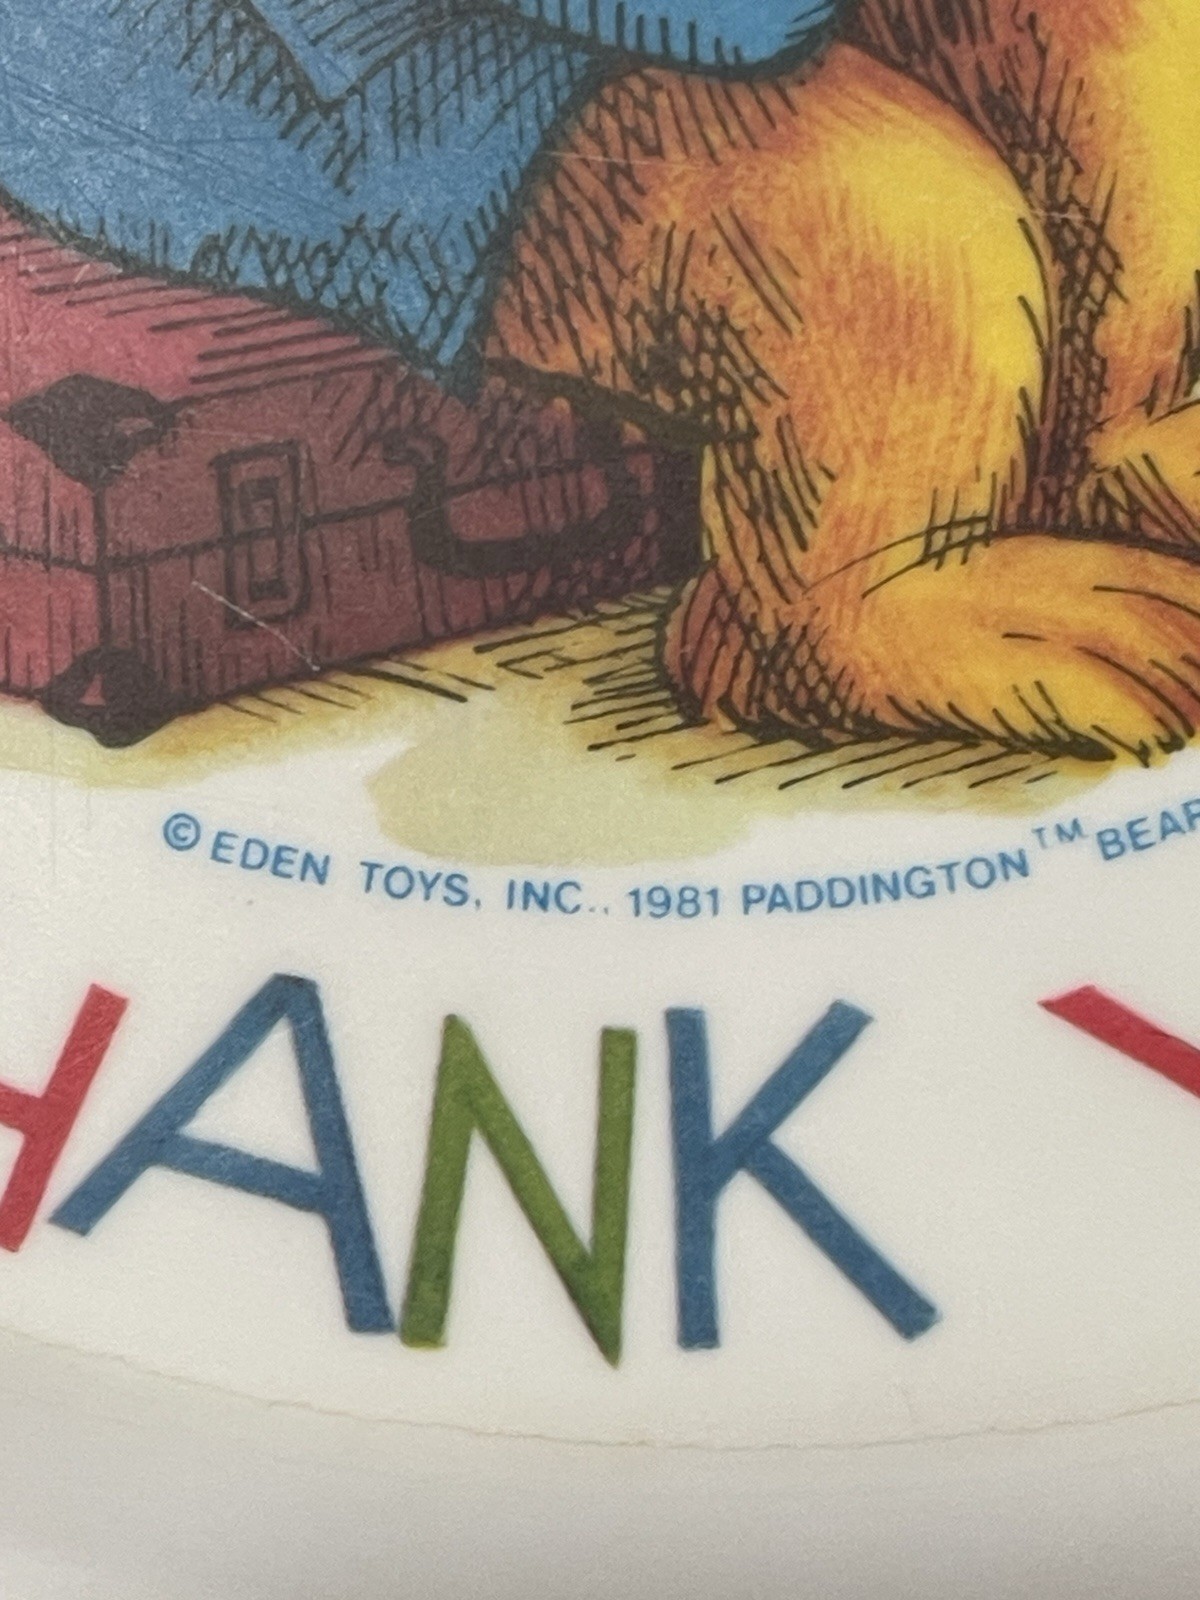 © EDEN TOYS, INC., 1981 PADDINGTON™ BEAR
HANK Y